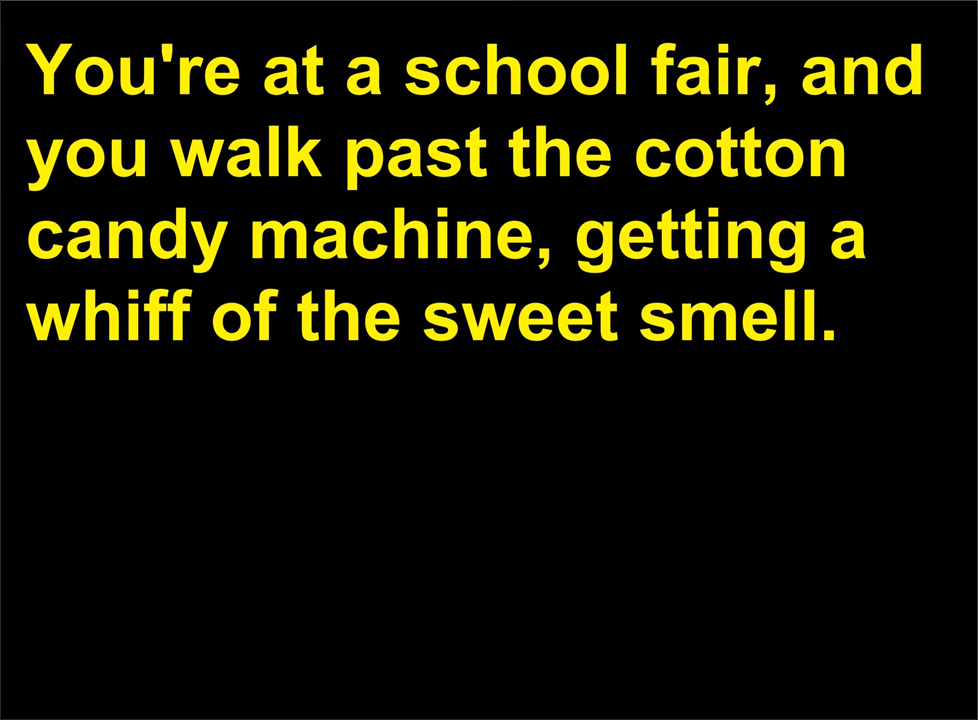 You're at a school fair, and
you walk past the cotton
candy machine, getting a
whiff of the sweet smell.